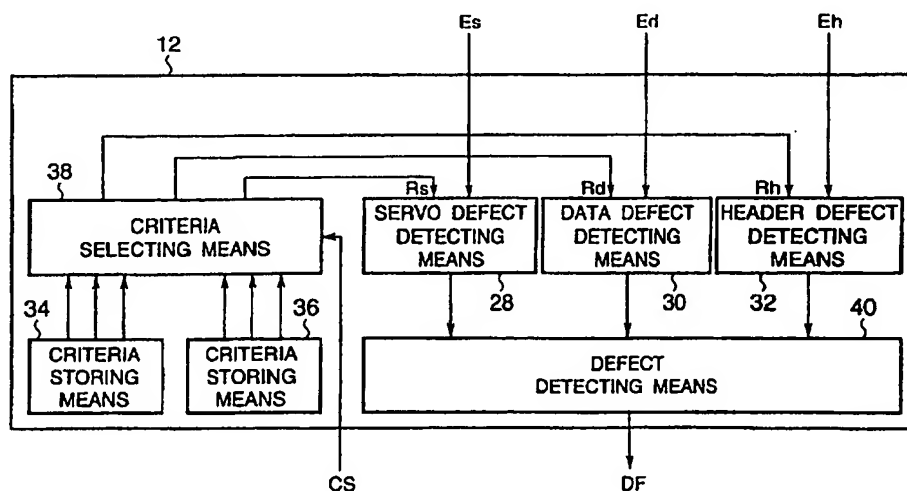 Es Ed Eh
12
38
CRITERIA
SELECTING MEANS
Rs
SERVO DEFECT
DETECTING
MEANS
28
Rd
DATA DEFECT
DETECTING
MEANS
30
Rh
HEADER DEFECT
DETECTING
MEANS
32
34
CRITERIA
STORING
MEANS
36
CRITERIA
STORING
MEANS
40
DEFECT
DETECTING MEANS
CS
DF